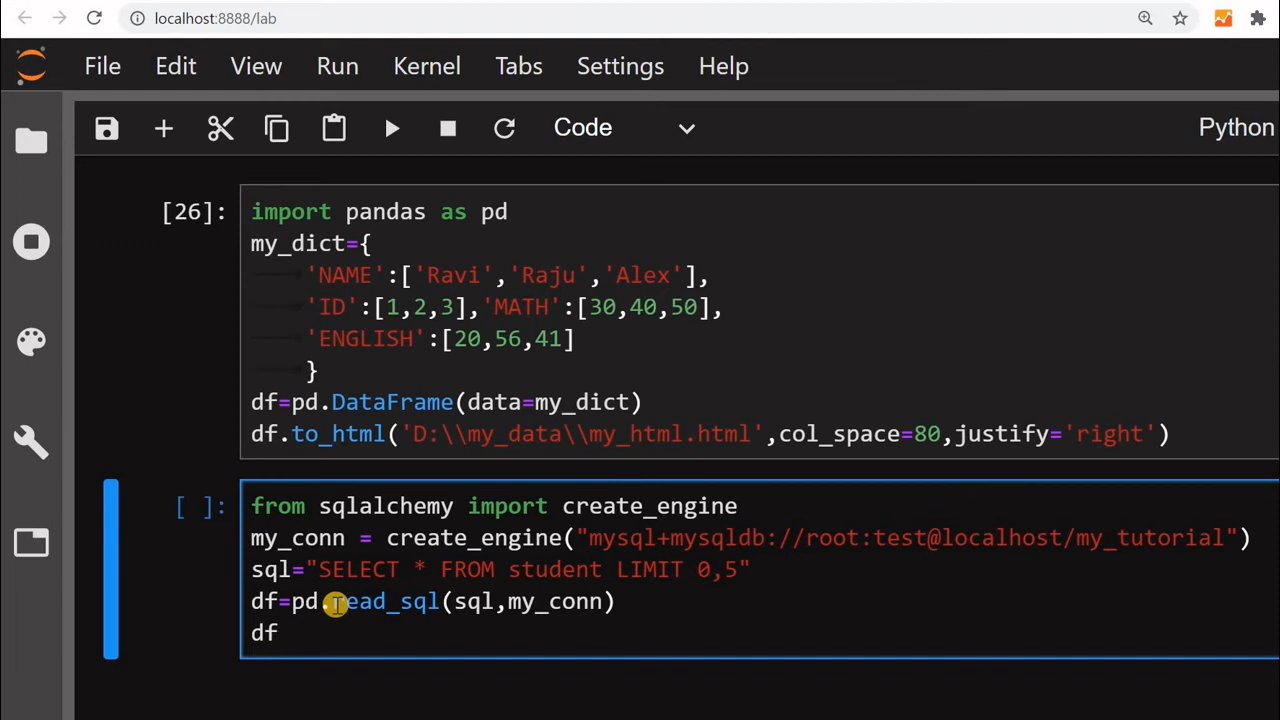 localhost:8888/lab
File Edit View Run Kernel Tabs Settings Help
Code Python
[26]: import pandas as pd
my_dict={
'NAME':['Ravi','Raju','Alex'],
'ID':[1,2,3],'MATH':[30,40,50],
'ENGLISH':[20,56,41]
}
df=pd.DataFrame(data=my_dict)
df.to_html('D:\\my_data\\my_html.html',col_space=80,justify='right')
[ ]: from sqlalchemy import create_engine
my_conn = create_engine("mysql+mysqldb://root:test@localhost/my_tutorial")
sql="SELECT * FROM student LIMIT 0,5"
df=pd.read_sql(sql,my_conn)
df